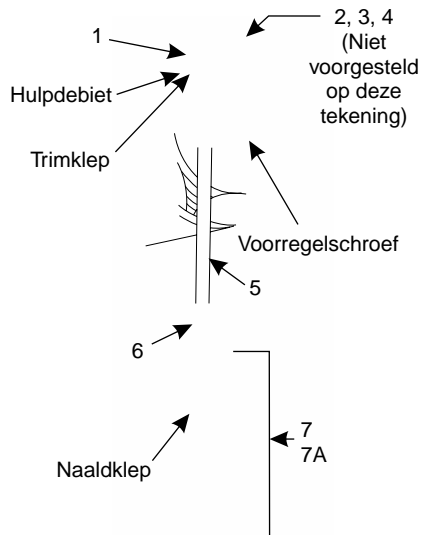 1
2, 3, 4
(Niet
voorgesteld
op deze
tekening)
Hulpdebiet
Trimklep
Voorregelschroef
5
6
7
7A
Naaldklep